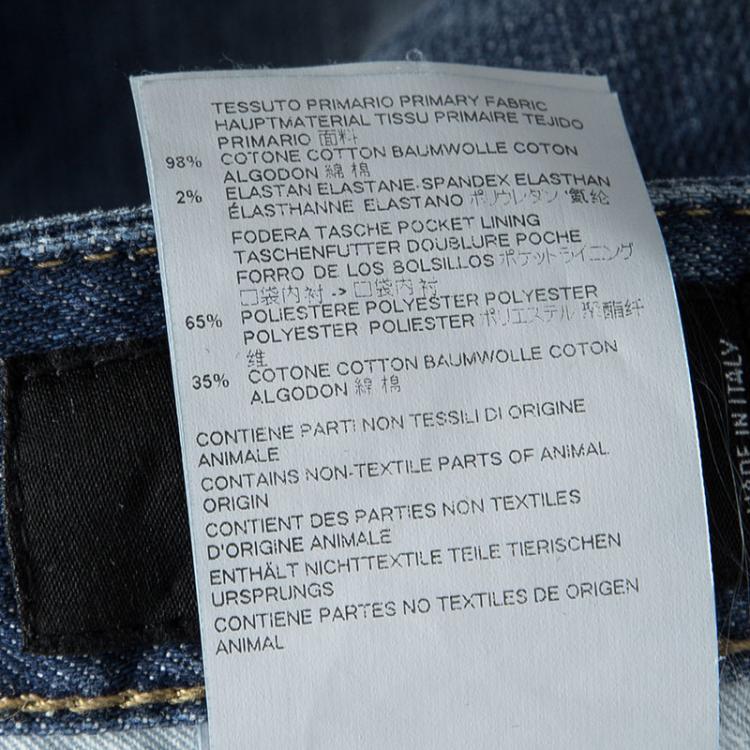 TESSUTO PRIMARIO PRIMARY FABRIC
HAUPTMATERIAL TISSU PRIMAIRE TEJIDO
PRIMARIO 面料
98% COTONE COTTON BAUMWOLLE COTON
ALGODON 綿 棉
2% ELASTAN ELASTANE-SPANDEX ELASTHAN
ÉLASTHANNE ELASTANO ポリウレタン 氨纶
FODERA TASCHE POCKET LINING
TASCHENFUTTER DOUBLURE POCHE
FORRO DE LOS BOLSILLOS ポケットライニング
口袋内衬 -> 口袋内衬
65% POLIESTERE POLYESTER POLYESTER
POLYESTER POLIESTER ポリエステル 聚酯纤
维
35% COTONE COTTON BAUMWOLLE COTON
ALGODON 綿 棉
CONTIENE PARTI NON TESSILI DI ORIGINE
ANIMALE
CONTAINS NON-TEXTILE PARTS OF ANIMAL
ORIGIN
CONTIENT DES PARTIES NON TEXTILES
D'ORIGINE ANIMALE
ENTHÄLT NICHTTEXTILE TEILE TIERISCHEN
URSPRUNGS
CONTIENE PARTES NO TEXTILES DE ORIGEN
ANIMAL
MADE IN ITALY